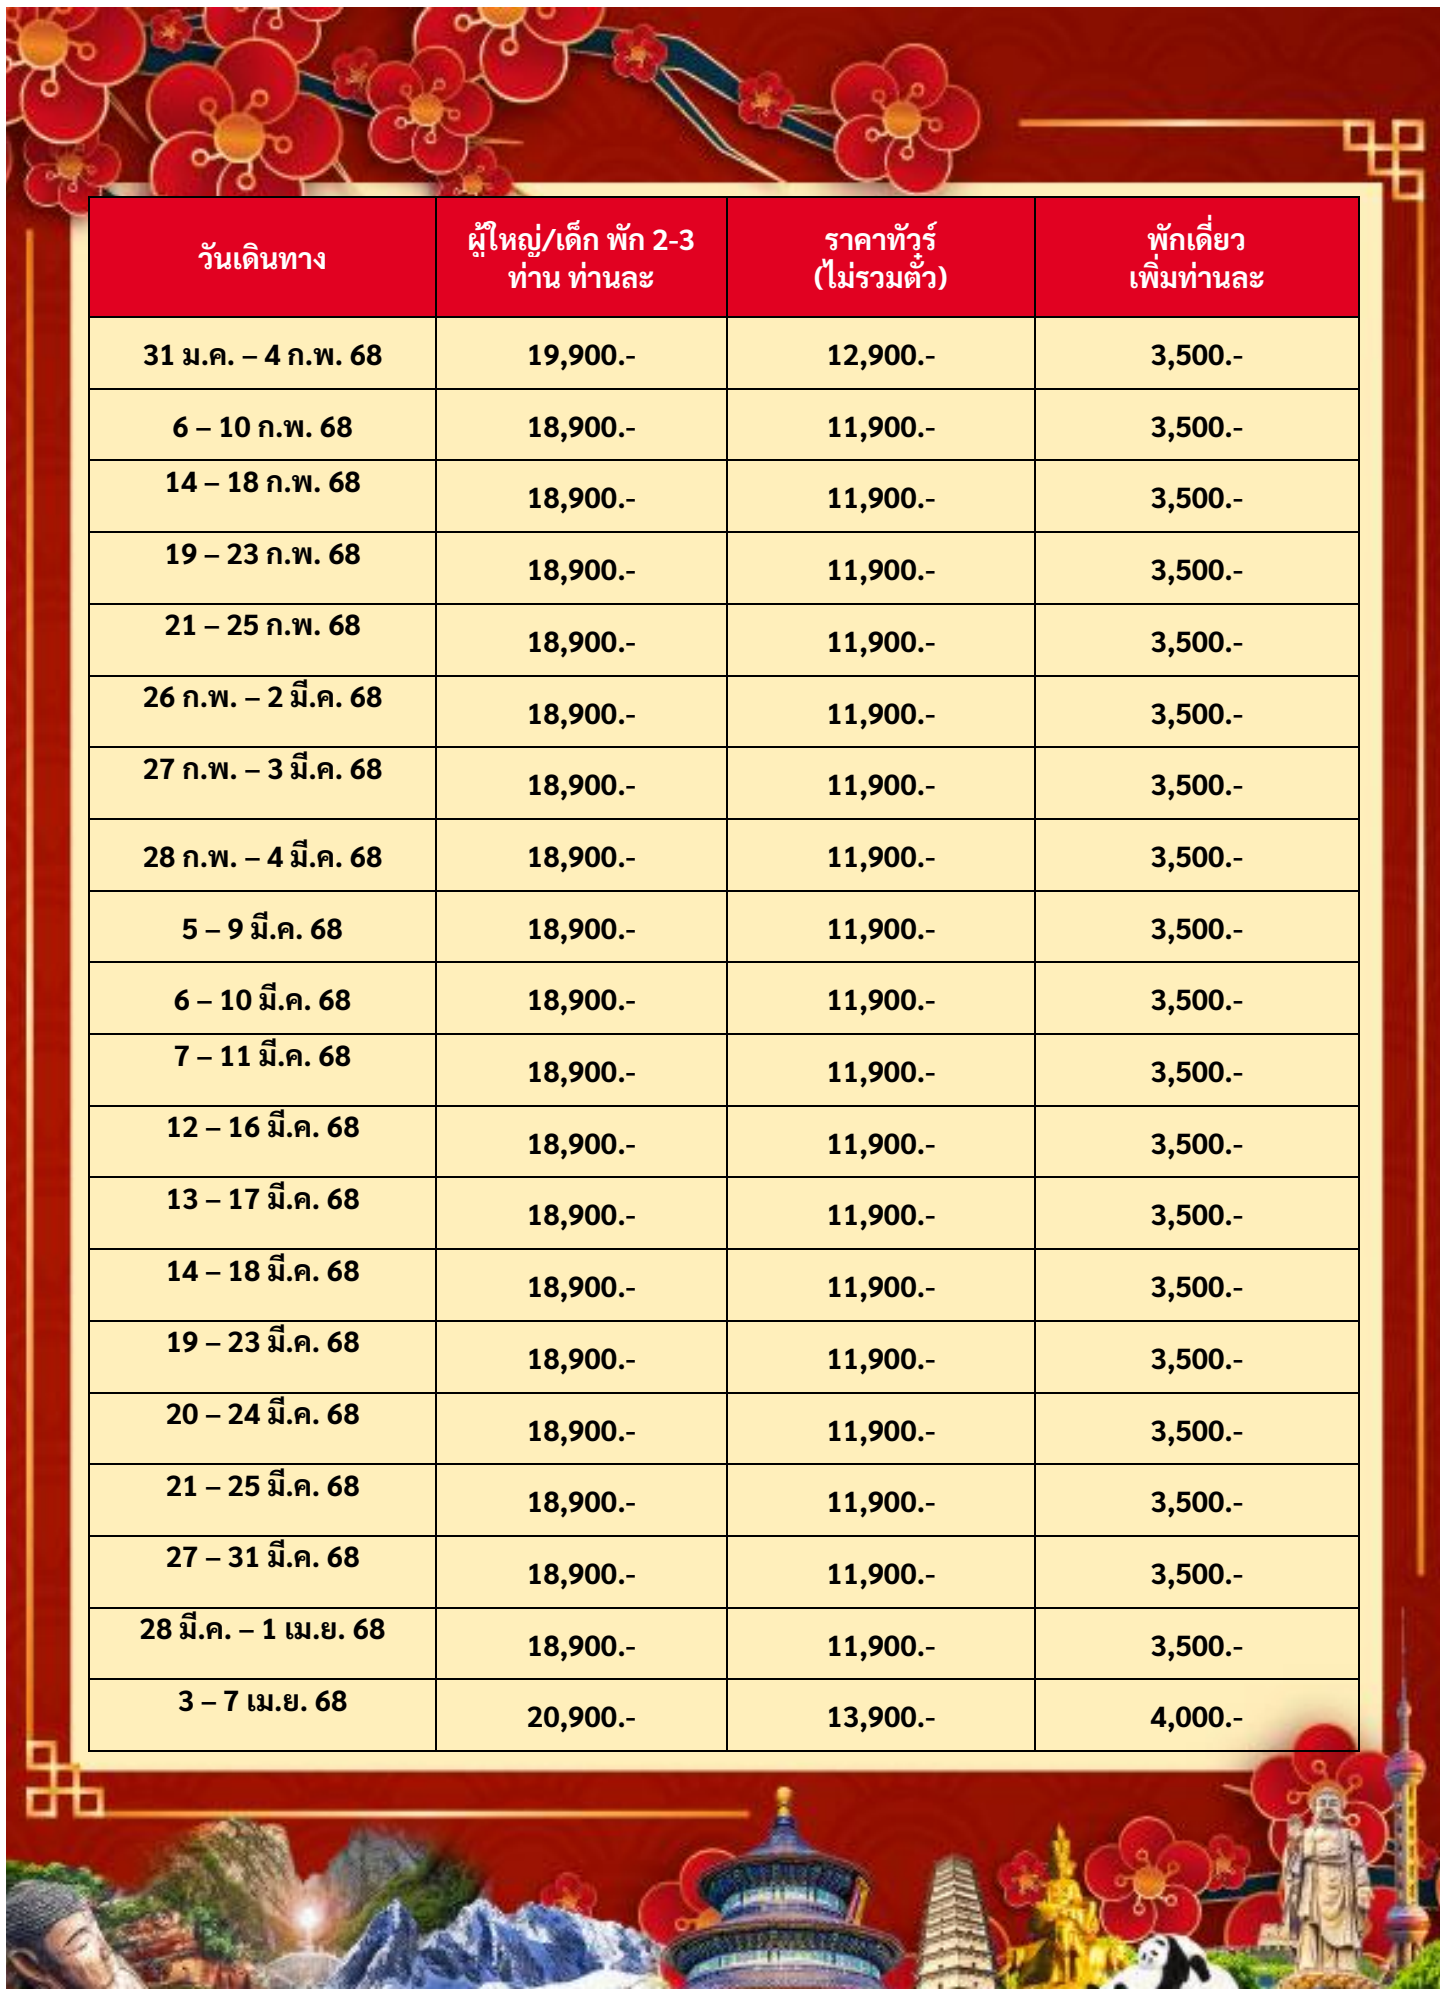 วันเดินทาง
ผู้ใหญ่/เด็ก พัก 2-3
ท่าน ท่านละ
ราคาทัวร์
(ไม่รวมตั๋ว)
พักเดี่ยว
เพิ่มท่านละ
31 ม.ค. – 4 ก.พ. 68 19,900.- 12,900.- 3,500.-
6 – 10 ก.พ. 68 18,900.- 11,900.- 3,500.-
14 – 18 ก.พ. 68 18,900.- 11,900.- 3,500.-
19 – 23 ก.พ. 68 18,900.- 11,900.- 3,500.-
21 – 25 ก.พ. 68 18,900.- 11,900.- 3,500.-
26 ก.พ. – 2 มี.ค. 68 18,900.- 11,900.- 3,500.-
27 ก.พ. – 3 มี.ค. 68 18,900.- 11,900.- 3,500.-
28 ก.พ. – 4 มี.ค. 68 18,900.- 11,900.- 3,500.-
5 – 9 มี.ค. 68 18,900.- 11,900.- 3,500.-
6 – 10 มี.ค. 68 18,900.- 11,900.- 3,500.-
7 – 11 มี.ค. 68 18,900.- 11,900.- 3,500.-
12 – 16 มี.ค. 68 18,900.- 11,900.- 3,500.-
13 – 17 มี.ค. 68 18,900.- 11,900.- 3,500.-
14 – 18 มี.ค. 68 18,900.- 11,900.- 3,500.-
19 – 23 มี.ค. 68 18,900.- 11,900.- 3,500.-
20 – 24 มี.ค. 68 18,900.- 11,900.- 3,500.-
21 – 25 มี.ค. 68 18,900.- 11,900.- 3,500.-
27 – 31 มี.ค. 68 18,900.- 11,900.- 3,500.-
28 มี.ค. – 1 เม.ย. 68 18,900.- 11,900.- 3,500.-
3 – 7 เม.ย. 68 20,900.- 13,900.- 4,000.-